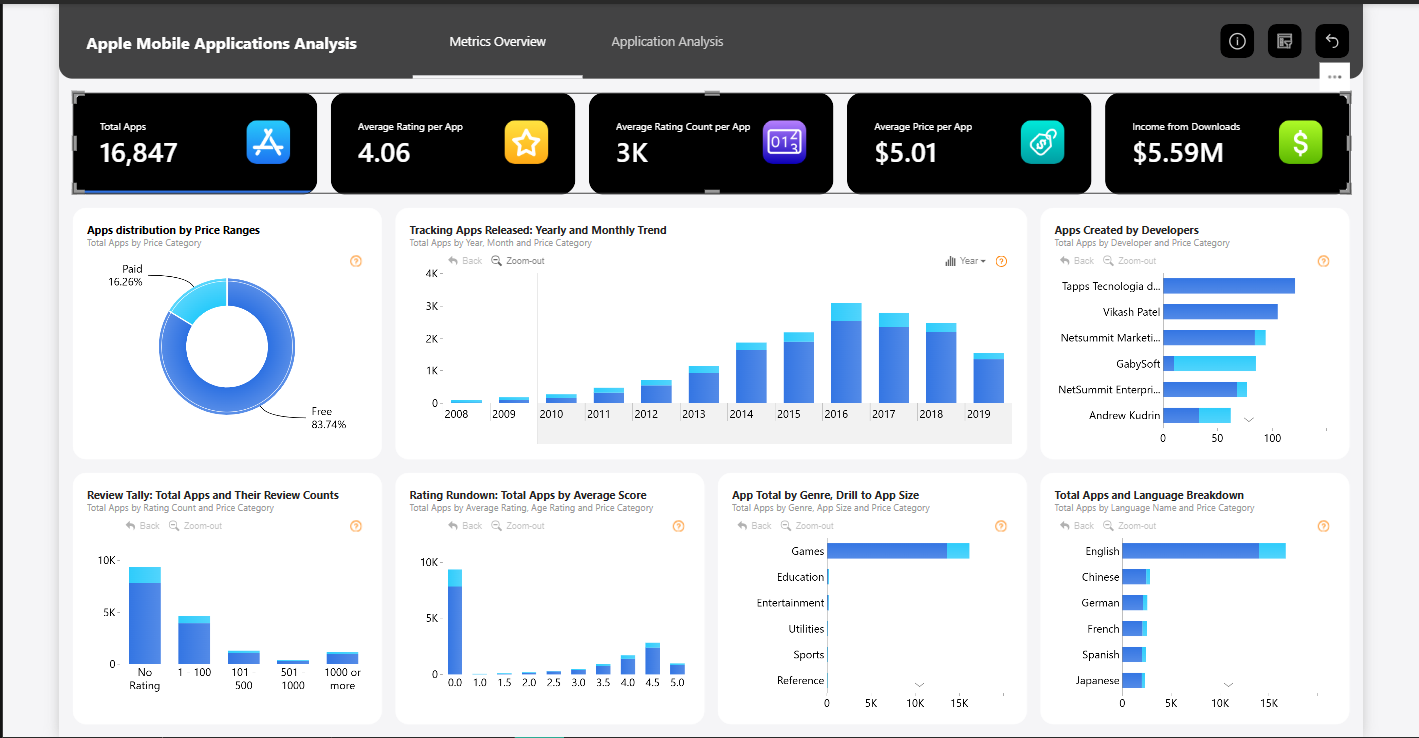 Apple Mobile Applications Analysis
Metrics Overview
Application Analysis
Total Apps
16,847
Average Rating per App
4.06
Average Rating Count per App
3K
0123
Average Price per App
$5.01
Income from Downloads
$5.59M
Apps distribution by Price Ranges
Total Apps by Price Category
Paid
16.26%
Free
83.74%
Tracking Apps Released: Yearly and Monthly Trend
Total Apps by Year, Month and Price Category
Back
Zoom-out
Year
4K
3K
2K
1K
0
2008 2009 2010 2011 2012 2013 2014 2015 2016 2017 2018 2019
Apps Created by Developers
Total Apps by Developer and Price Category
Back
Zoom-out
Tapps Tecnologia d...
Vikash Patel
Netsummit Marketi...
GabySoft
NetSummit Enterpri...
Andrew Kudrin
0 50 100
Review Tally: Total Apps and Their Review Counts
Total Apps by Rating Count and Price Category
Back
Zoom-out
10K
5K
0
No Rating
1 - 100
101 - 500
501 - 1000
1000 or more
Rating Rundown: Total Apps by Average Score
Total Apps by Average Rating, Age Rating and Price Category
Back
Zoom-out
10K
5K
0
0.0 1.0 1.5 2.0 2.5 3.0 3.5 4.0 4.5 5.0
App Total by Genre, Drill to App Size
Total Apps by Genre, App Size and Price Category
Back
Zoom-out
Games
Education
Entertainment
Utilities
Sports
Reference
0 5K 10K 15K
Total Apps and Language Breakdown
Total Apps by Language Name and Price Category
Back
Zoom-out
English
Chinese
German
French
Spanish
Japanese
0 5K 10K 15K